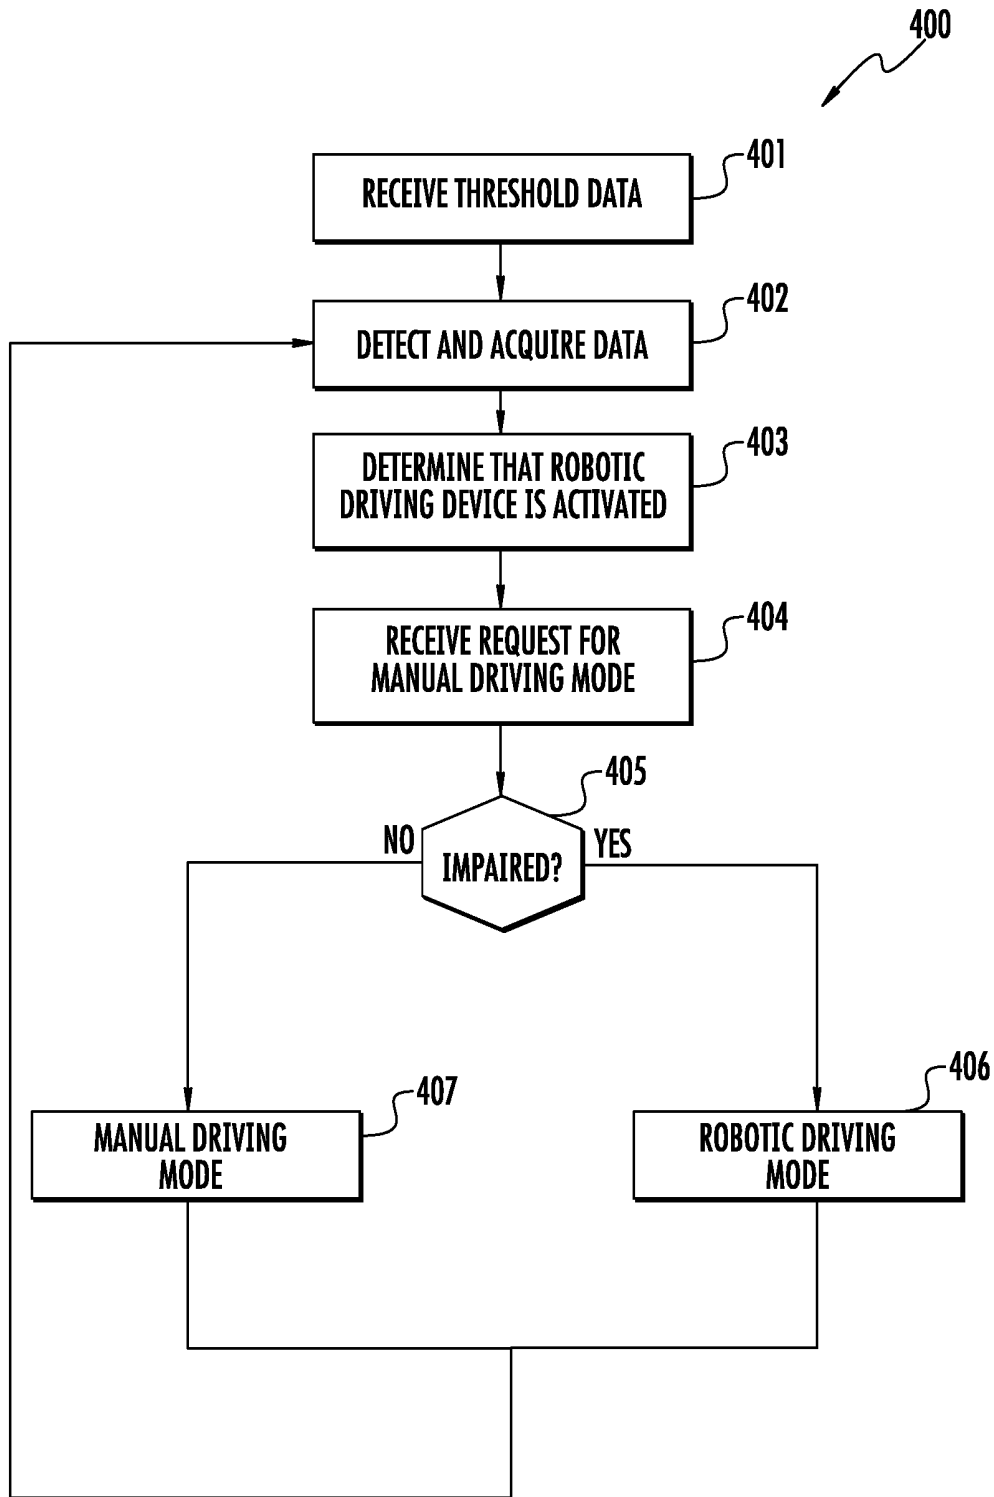 400
401
RECEIVE THRESHOLD DATA
402
DETECT AND ACQUIRE DATA
403
DETERMINE THAT ROBOTIC
DRIVING DEVICE IS ACTIVATED
404
RECEIVE REQUEST FOR
MANUAL DRIVING MODE
405
NO
YES
IMPAIRED?
407
MANUAL DRIVING
MODE
406
ROBOTIC DRIVING
MODE